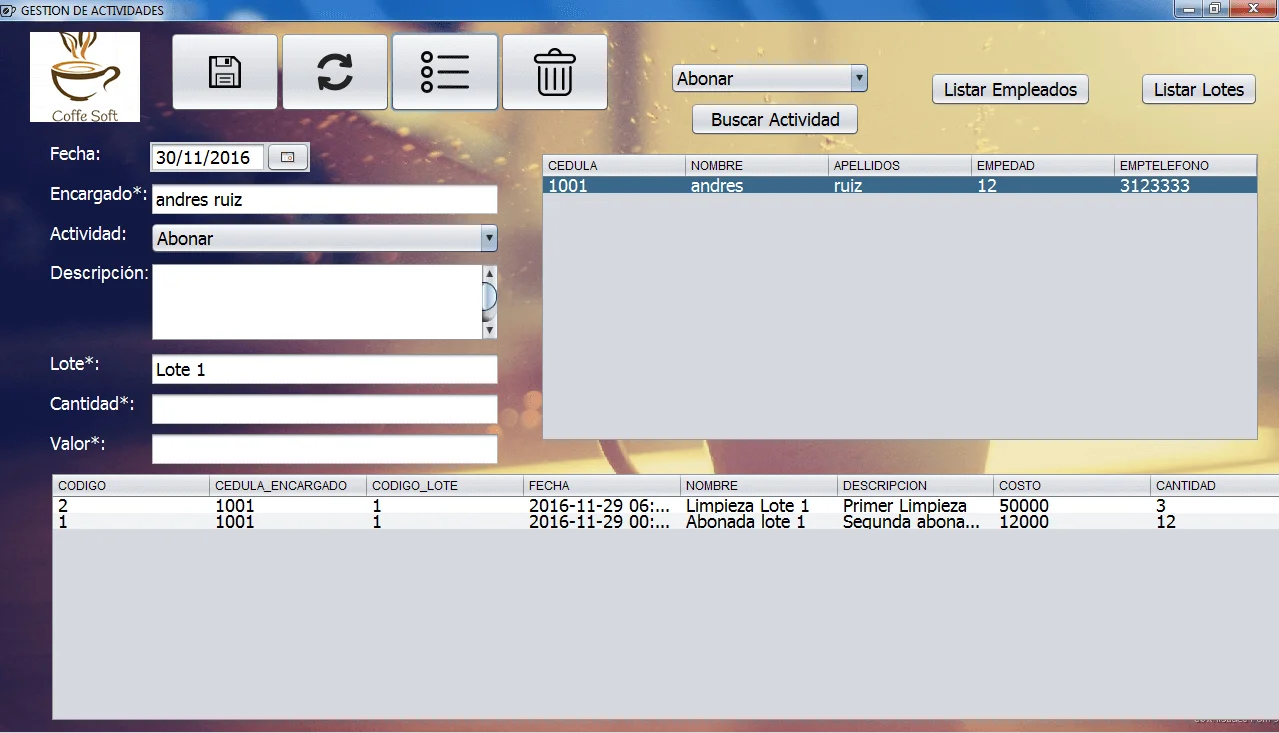 GESTION DE ACTIVIDADES
Coffe Soft
Abonar
Buscar Actividad
Listar Empleados
Listar Lotes
Fecha: 30/11/2016
Encargado*: andres ruiz
Actividad: Abonar
Descripción:
Lote*: Lote 1
Cantidad*:
Valor*:
CEDULA NOMBRE APELLIDOS EMPEDAD EMPTELEFONO
1001 andres ruiz 12 3123333
CODIGO CEDULA_ENCARGADO CODIGO_LOTE FECHA NOMBRE DESCRIPCION COSTO CANTIDAD
2 1001 1 2016-11-29 06:... Limpieza Lote 1 Primer Limpieza 50000 3
1 1001 1 2016-11-29 00:... Abonada lote 1 Segunda abona... 12000 12